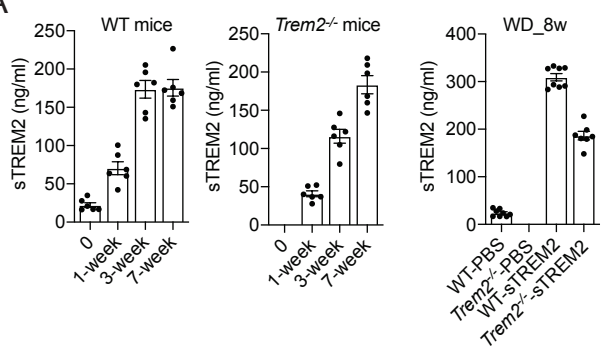 A
WT mice
sTREM2 (ng/ml)
250
200
150
100
50
0
0
1-week
3-week
7-week
Trem2-/- mice
sTREM2 (ng/ml)
250
200
150
100
50
0
0
1-week
3-week
7-week
WD_8w
sTREM2 (ng/ml)
400
300
200
100
0
WT-PBS
Trem2-/--PBS
WT-sTREM2
Trem2-/--sTREM2